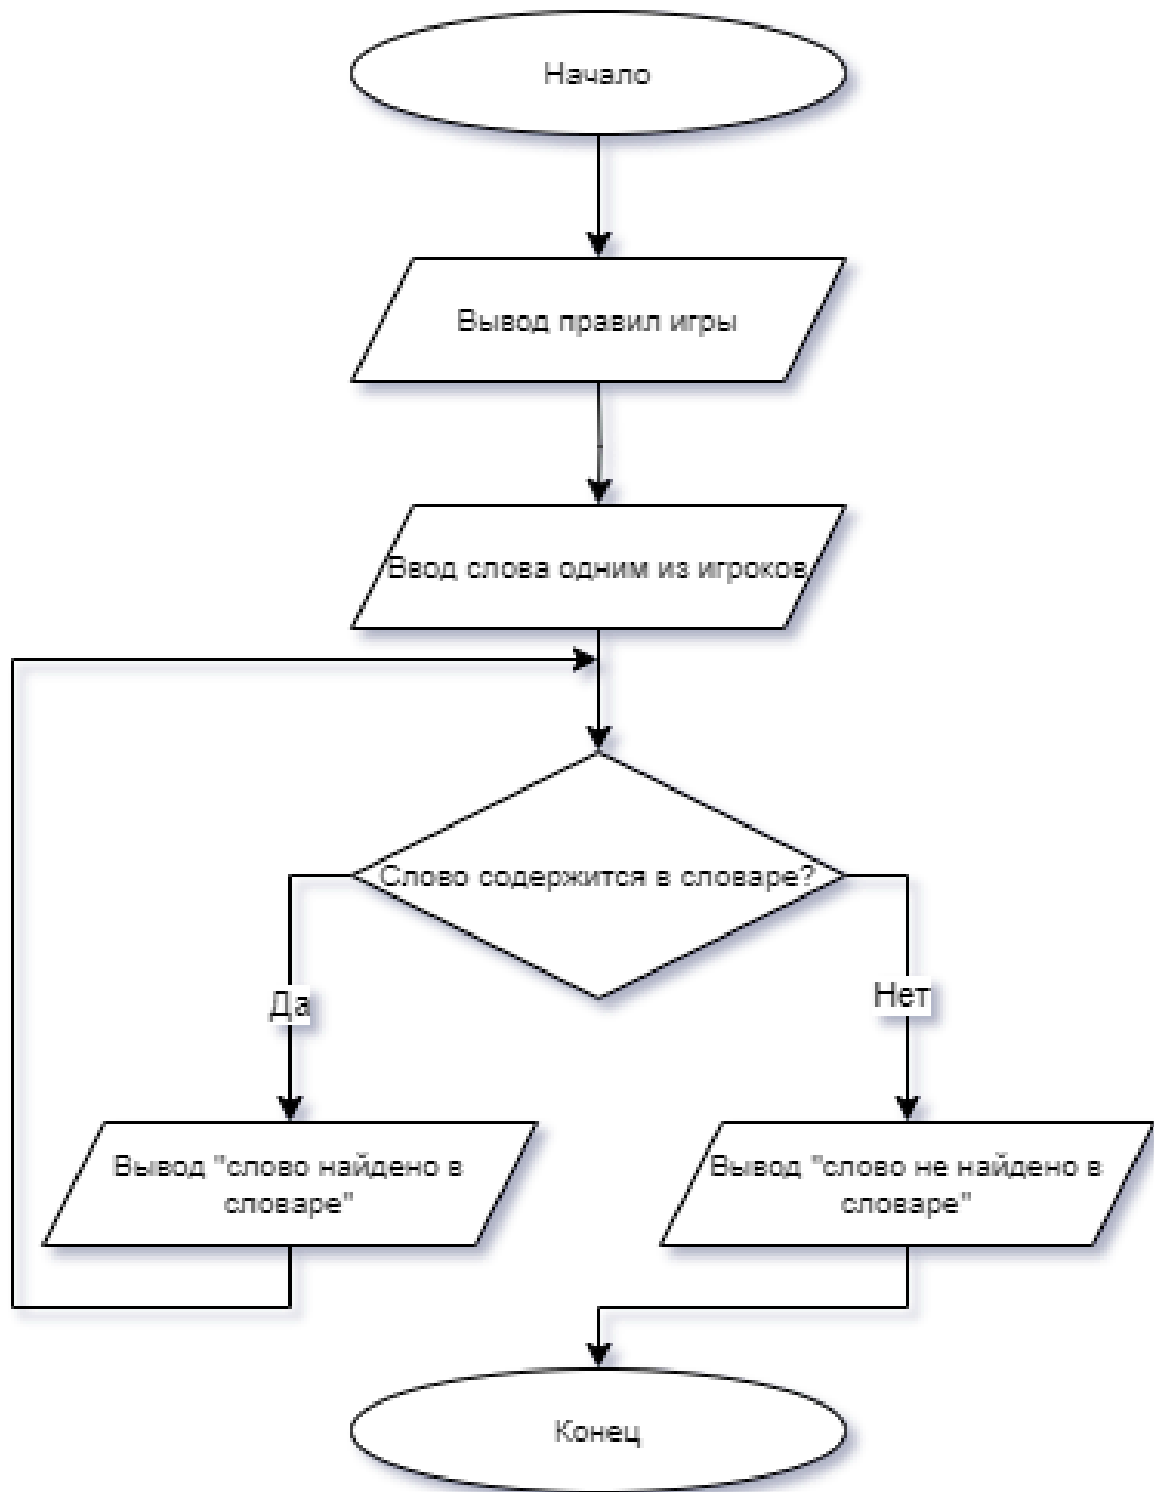 Начало
Вывод правил игры
Ввод слова одним из игроков
Слово содержится в словаре?
Да
Нет
Вывод "слово найдено в
словаре"
Вывод "слово не найдено в
словаре"
Конец